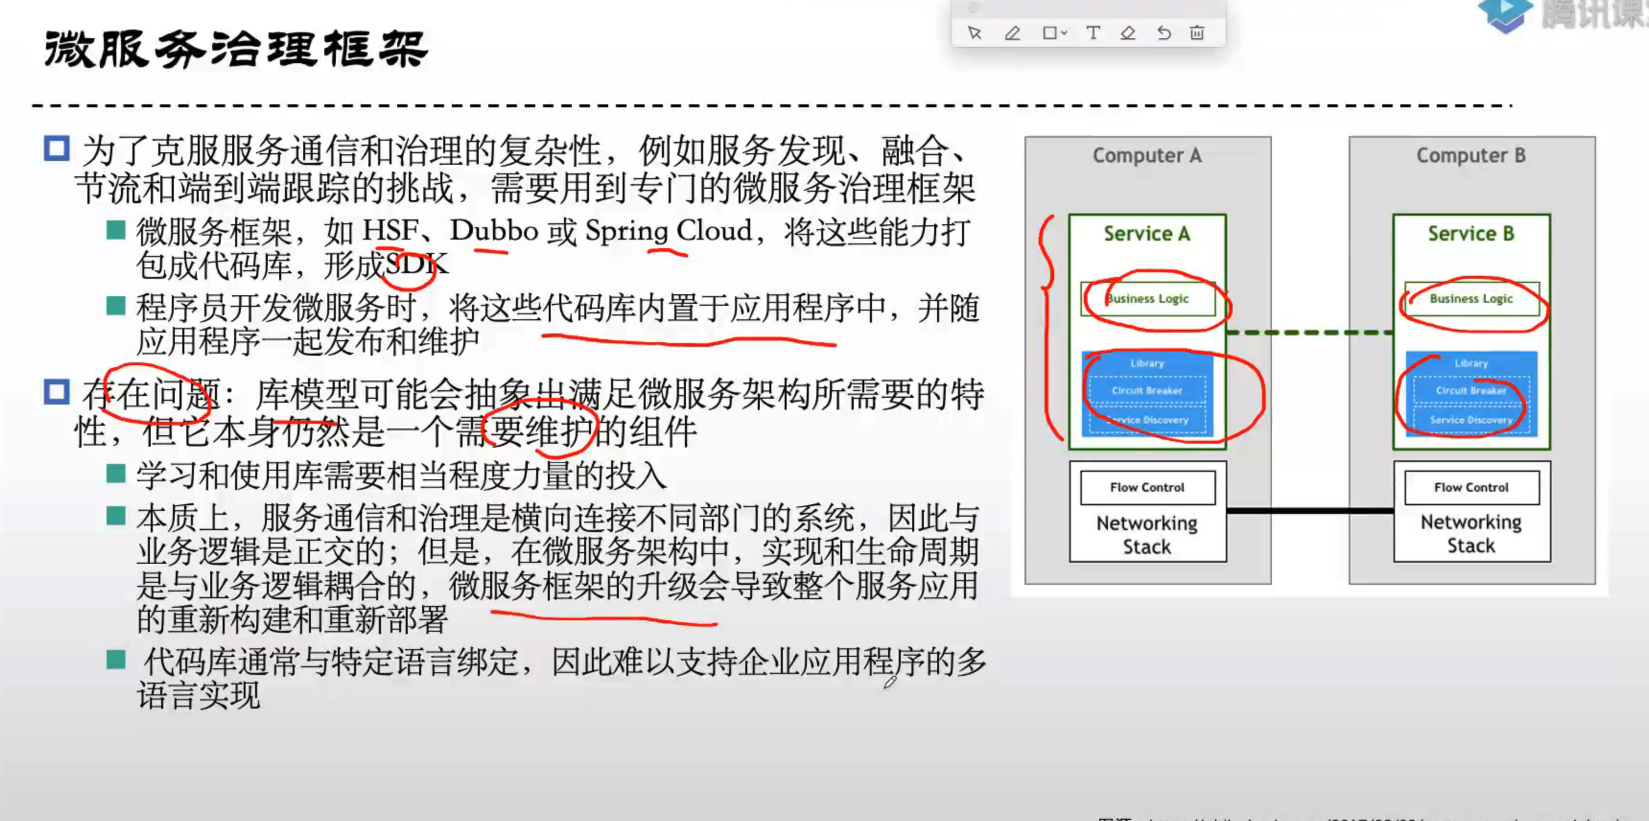 微服务治理框架
腾讯课
为了克服服务通信和治理的复杂性，例如服务发现、融合、
节流和端到端跟踪的挑战，需要用到专门的微服务治理框架
微服务框架，如 HSF、Dubbo 或 Spring Cloud，将这些能力打
包成代码库，形成SDK
程序员开发微服务时，将这些代码库内置于应用程序中，并随
应用程序一起发布和维护
存在问题：库模型可能会抽象出满足微服务架构所需要的特
性，但它本身仍然是一个需要维护的组件
学习和使用库需要相当程度力量的投入
本质上，服务通信和治理是横向连接不同部门的系统，因此与
业务逻辑是正交的；但是，在微服务架构中，实现和生命周期
是与业务逻辑耦合的，微服务框架的升级会导致整个服务应用
的重新构建和重新部署
代码库通常与特定语言绑定，因此难以支持企业应用程序的多
语言实现
Computer A
Service A
Business Logic
Library
Circuit Breaker
Service Discovery
Flow Control
Networking
Stack
Computer B
Service B
Business Logic
Library
Circuit Breaker
Service Discovery
Flow Control
Networking
Stack